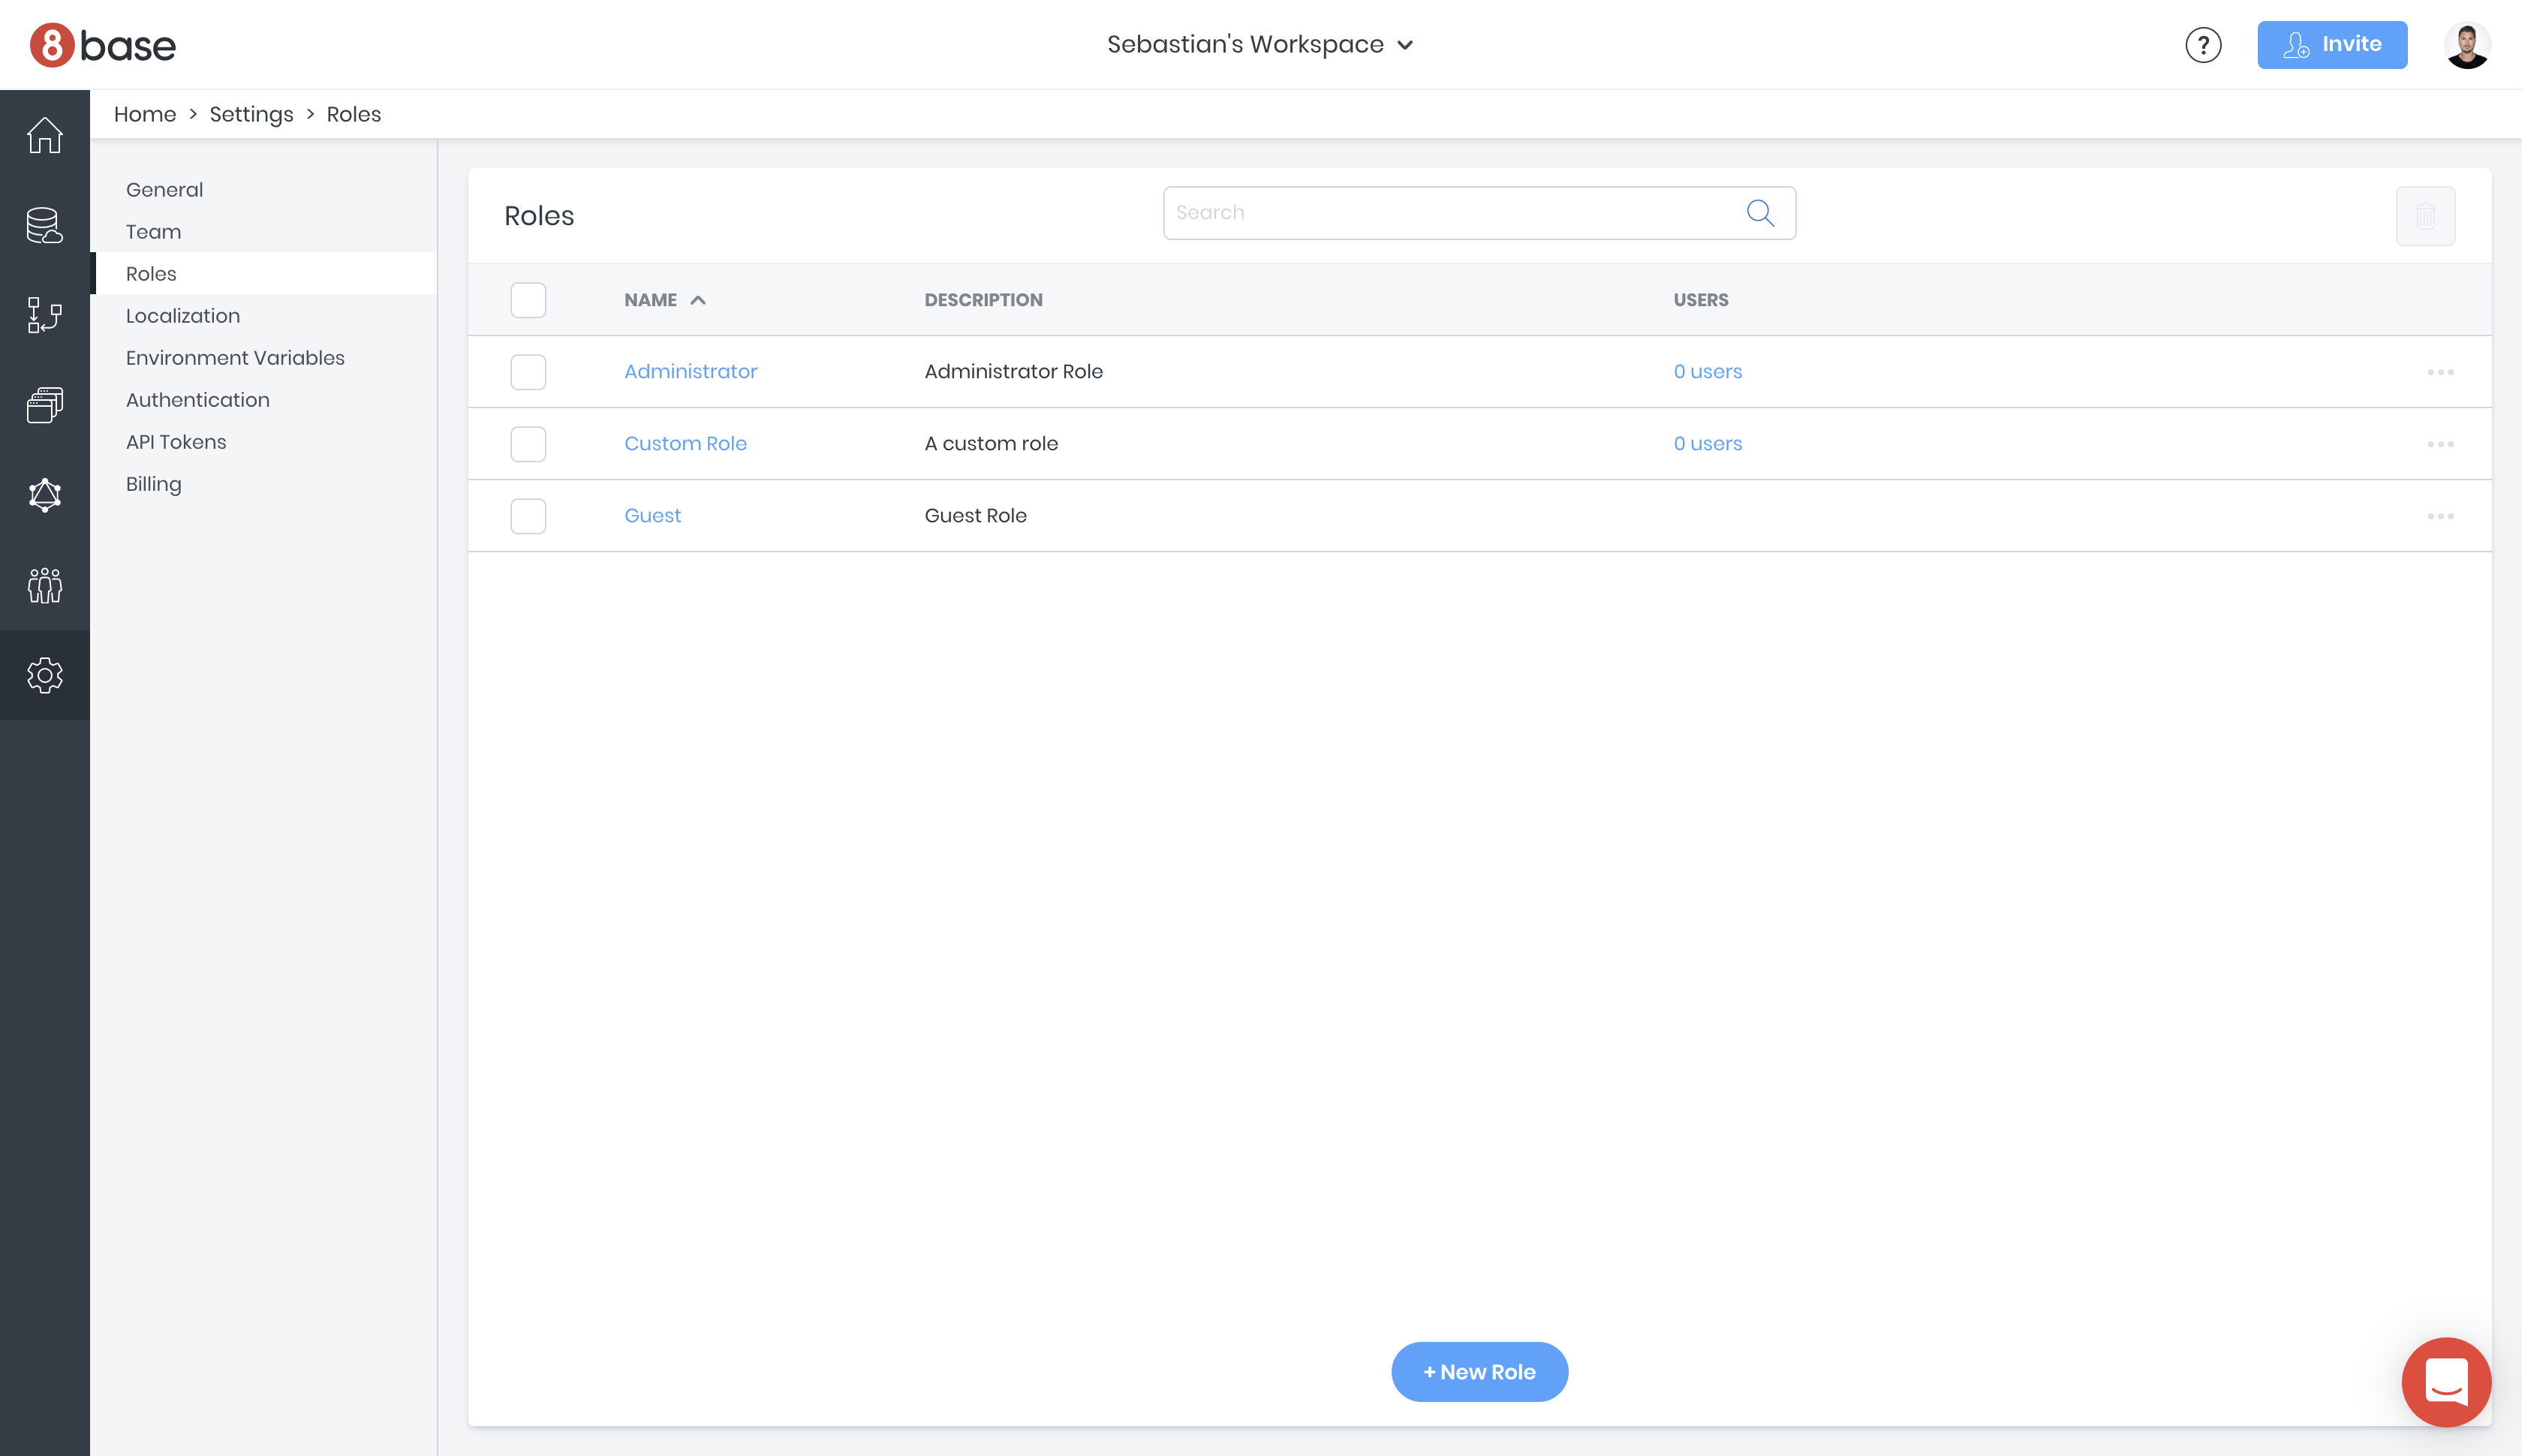 8base
Sebastian's Workspace
?
Invite
Home > Settings > Roles
General
Team
Roles
Localization
Environment Variables
Authentication
API Tokens
Billing
Roles
Search
NAME DESCRIPTION USERS
Administrator Administrator Role 0 users
Custom Role A custom role 0 users
Guest Guest Role
+ New Role